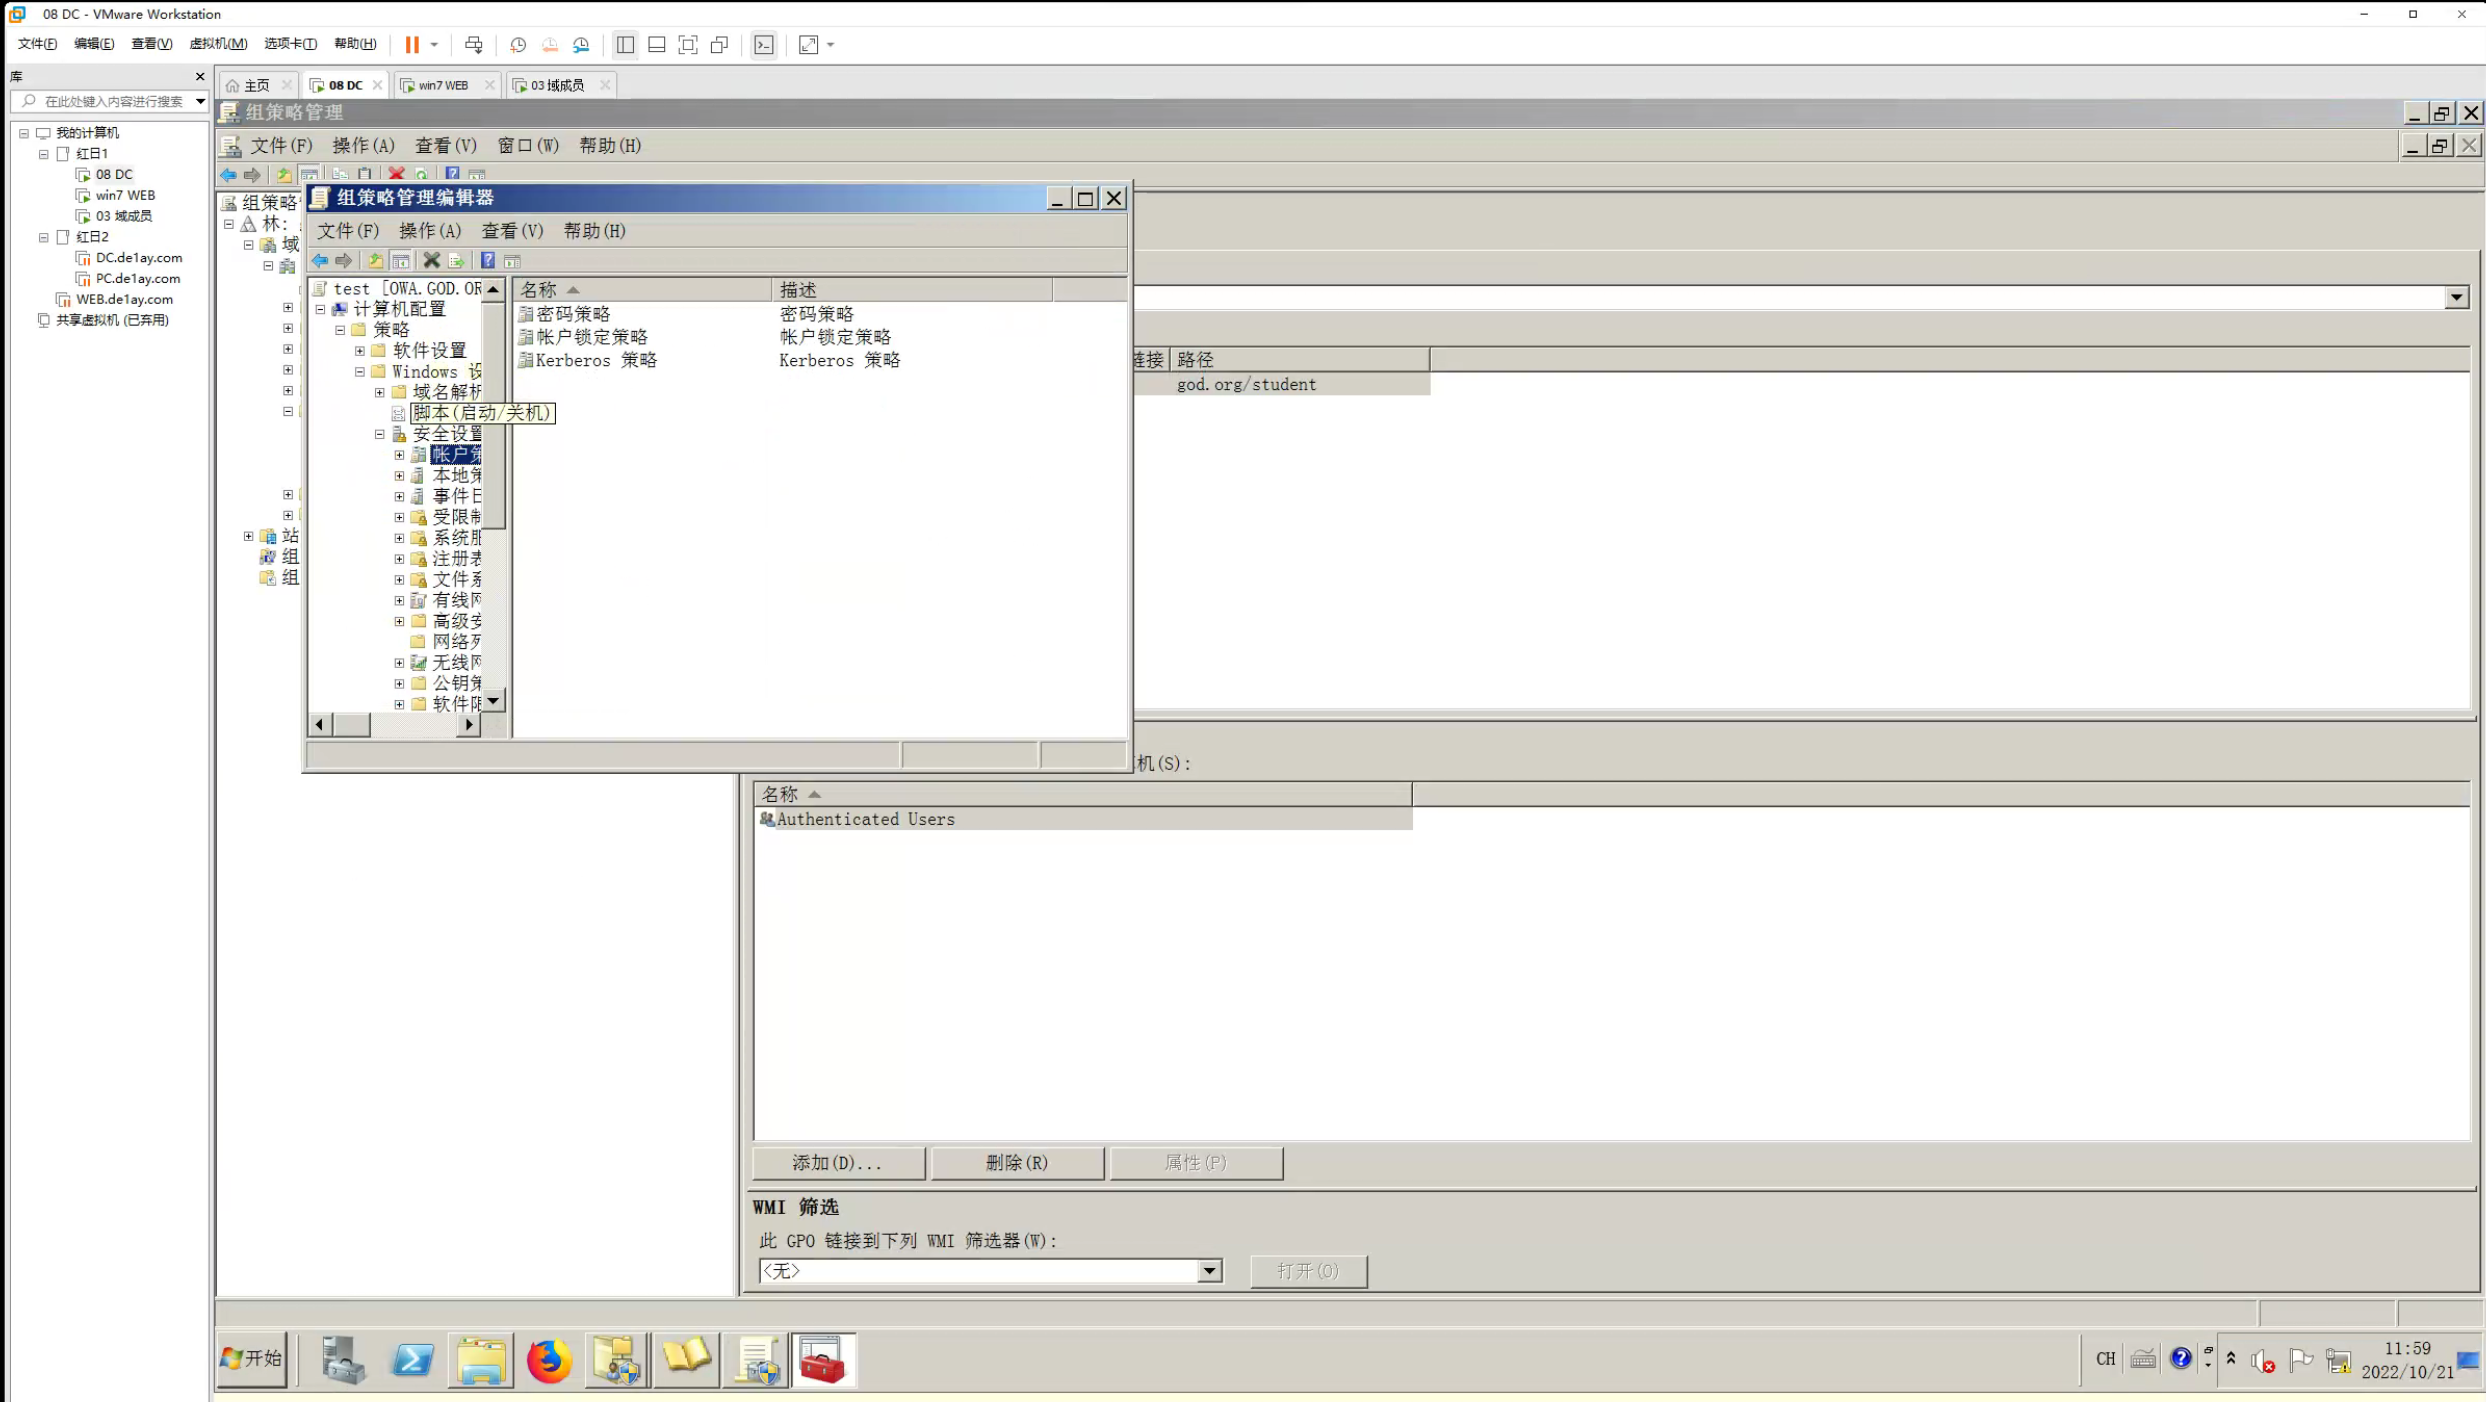 08 DC - VMware Workstation
文件(F) 编辑(E) 查看(V) 虚拟机(M) 选项卡(T) 帮助(H)
库
在此处键入内容进行搜索
我的计算机
红日1
08 DC
win7 WEB
03 域成员
红日2
DC.de1ay.com
PC.de1ay.com
WEB.de1ay.com
共享虚拟机 (已弃用)
主页
08 DC
win7 WEB
03 域成员
组策略管理
文件(F) 操作(A) 查看(V) 窗口(W) 帮助(H)
组策略
林:
域
站
组
组
组策略管理编辑器
文件(F) 操作(A) 查看(V) 帮助(H)
test [OWA.GOD.OR
计算机配置
策略
软件设置
Windows 设
域名解析
脚本(启动/关机)
安全设置
帐户策
本地策
事件日
受限制
系统服
注册表
文件系
有线网
高级安
网络列
无线网
公钥策
软件限
名称 描述
密码策略 密码策略
帐户锁定策略 帐户锁定策略
Kerberos 策略 Kerberos 策略
链接 路径
god.org/student
机(S):
名称
Authenticated Users
添加(D)... 删除(R) 属性(P)
WMI 筛选
此 GPO 链接到下列 WMI 筛选器(W):
<无> 打开(O)
开始
CH
11:59
2022/10/21